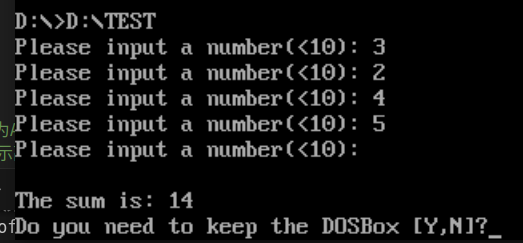 D:\>D:\TEST
Please input a number(<10): 3
Please input a number(<10): 2
Please input a number(<10): 4
Please input a number(<10): 5
Please input a number(<10):
The sum is: 14
Do you need to keep the DOSBox [Y,N]?_